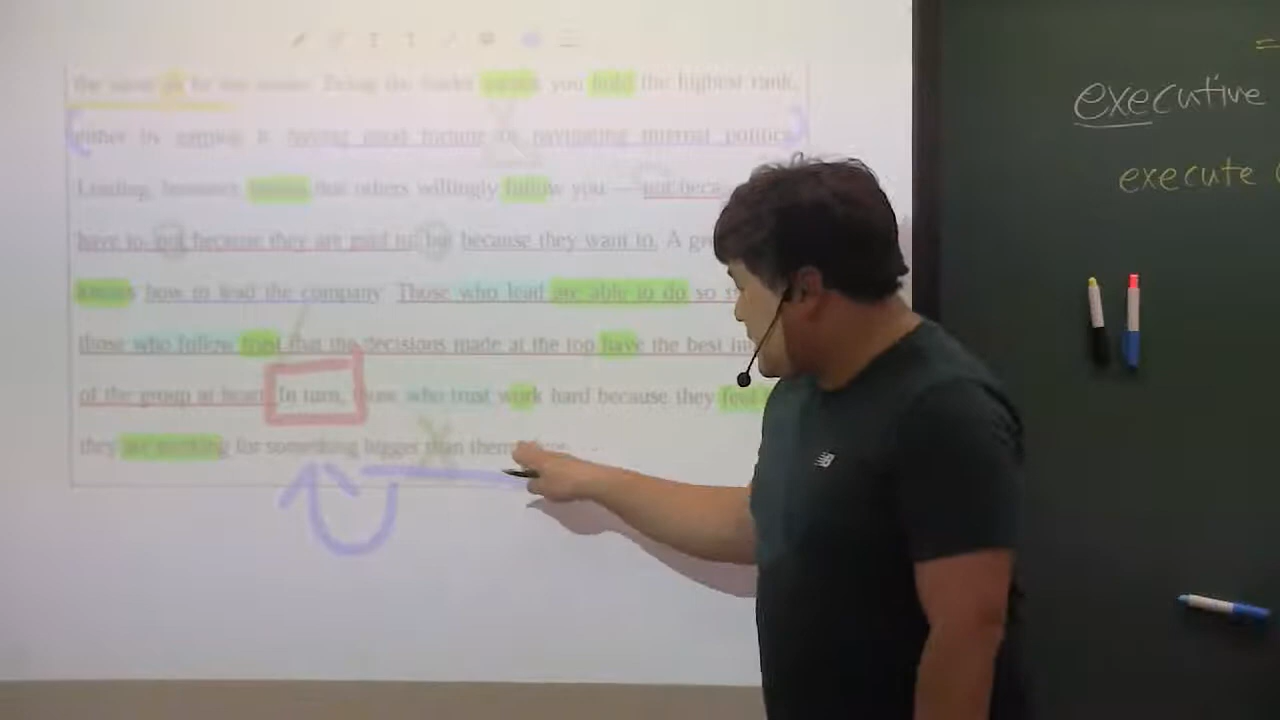 the same as be the leader. Being the leader means you hold the highest rank,
either by earning it having good fortune or navigating internal politics
Leading, however, means that others willingly follow you — not beca
have to, not because they are paid to, but because they want to. A gr
knows how to lead the company Those who lead are able to do so s
those who follow trust that the decisions made at the top have the best in
of the group at heart In turn, those who trust work hard because they feel
they are working for something bigger than themselves.
executive
execute